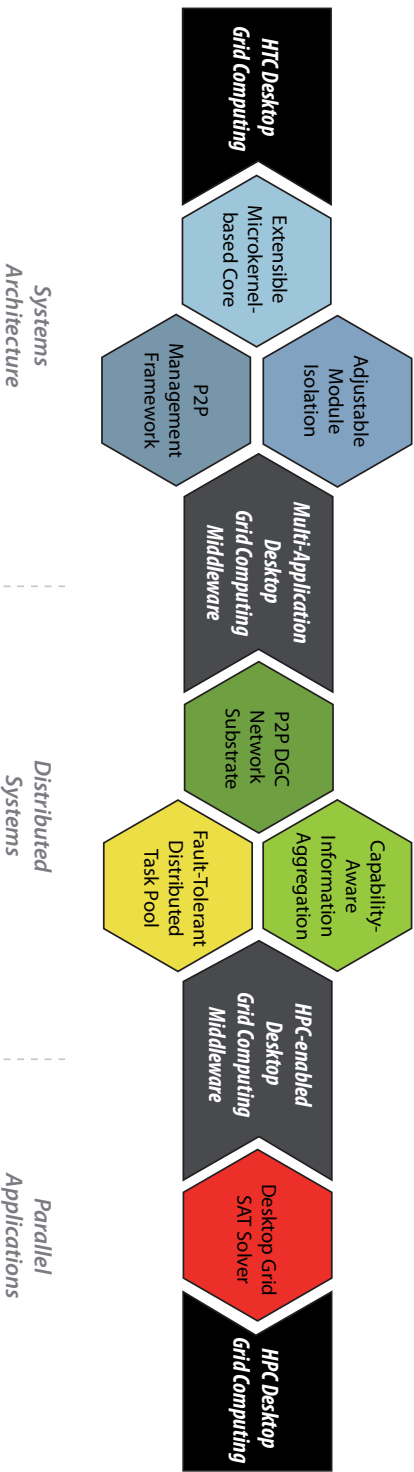 HTC Desktop
Grid Computing
Extensible
Microkernel-
based Core
Adjustable
Module
Isolation
P2P
Management
Framework
Multi-Application
Desktop
Grid Computing
Middleware
P2P DGC
Network
Substrate
Capability-
Aware
Information
Aggregation
Fault-Tolerant
Distributed
Task Pool
HPC-enabled
Desktop
Grid Computing
Middleware
Desktop Grid
SAT Solver
HPC Desktop
Grid Computing
Systems
Architecture
Distributed
Systems
Parallel
Applications